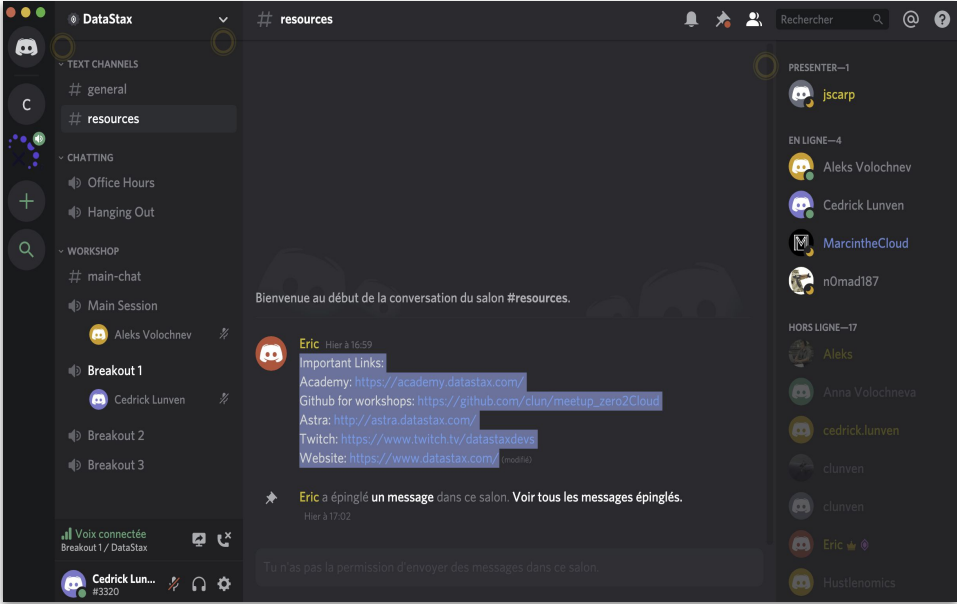 DataStax
# resources
Rechercher
TEXT CHANNELS
# general
# resources
CHATTING
Office Hours
Hanging Out
WORKSHOP
# main-chat
Main Session
Aleks Volochnev
Breakout 1
Cedrick Lunven
Breakout 2
Breakout 3
Voix connectée
Breakout 1 / DataStax
Cedrick Lun...
#3320
C
Bienvenue au début de la conversation du salon #resources.
Eric Hier à 16:59
Important Links:
Academy: https://academy.datastax.com/
Github for workshops: https://github.com/clun/meetup_zero2Cloud
Astra: http://astra.datastax.com/
Twitch: https://www.twitch.tv/datastaxdevs
Website: https://www.datastax.com/ (modifié)
Eric a épinglé un message dans ce salon. Voir tous les messages épinglés.
Hier à 17:02
Tu n'as pas la permission d'envoyer des messages dans ce salon.
PRESENTER—1
jscarp
EN LIGNE—4
Aleks Volochnev
Cedrick Lunven
MarcintheCloud
n0mad187
HORS LIGNE—17
Aleks
Anna Volochneva
cedrick.lunven
clunven
clunven
Eric
Hustlenomics